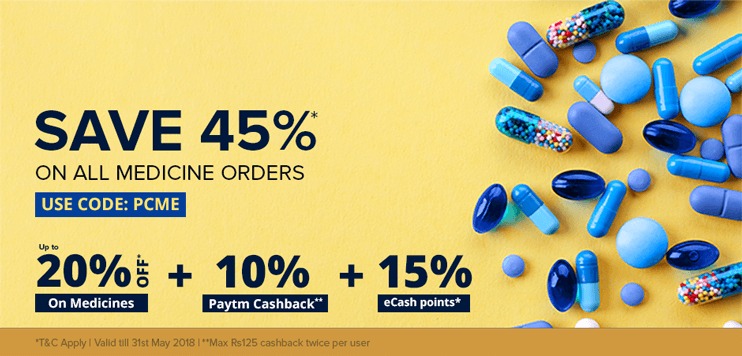 SAVE 45%*
ON ALL MEDICINE ORDERS
USE CODE: PCME
Up to
20% OFF* + 10% + 15%
On Medicines Paytm Cashback** eCash points*
*T&C Apply | Valid till 31st May 2018 | **Max Rs125 cashback twice per user